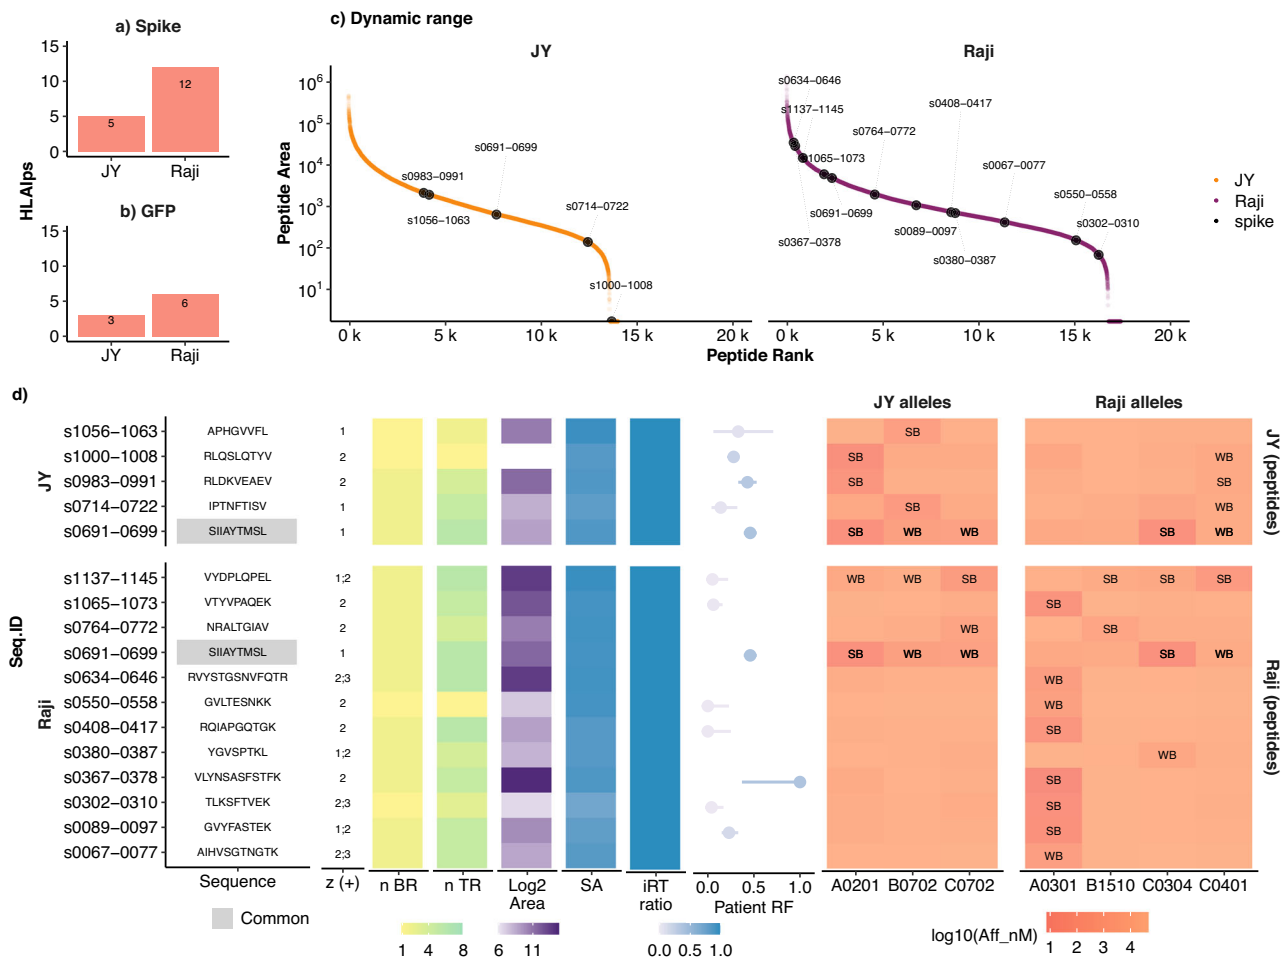 a) Spike
15
10
5
0
5
12
JY
Raji
HLAIps
b) GFP
15
10
5
0
3
6
JY
Raji
c) Dynamic range
JY
Raji
Peptide Area
10⁶
10⁵
10⁴
10³
10²
10¹
s0983−0991
s1056−1063
s0691−0699
s0714−0722
s1000−1008
0 k
5 k
10 k
15 k
20 k
s0634−0646
s1137−1145
s1065−1073
s0367−0378
s0691−0699
s0764−0772
s0089−0097
s0408−0417
s0380−0387
s0067−0077
s0550−0558
s0302−0310
0 k
5 k
10 k
15 k
20 k
Peptide Rank
JY
Raji
spike
d)
JY alleles
Raji alleles
JY
JY (peptides)
s1056−1063 APHGVVFL 1 SB
s1000−1008 RLQSLQTYV 2 SB WB
s0983−0991 RLDKVEAEV 2 SB SB
s0714−0722 IPTNFTISV 1 SB WB
s0691−0699 SIIAYTMSL 1 SB WB WB SB WB
Seq.ID
Raji
Raji (peptides)
s1137−1145 VYDPLQPEL 1;2 WB WB SB SB SB SB
s1065−1073 VTYVPAQEK 2 SB
s0764−0772 NRALTGIAV 2 WB SB
s0691−0699 SIIAYTMSL 1 SB WB WB SB WB
s0634−0646 RVYSTGSNVFQTR 2;3 WB
s0550−0558 GVLTESNKK 2 WB
s0408−0417 RQIAPGQTGK 2 SB
s0380−0387 YGVSPTKL 1;2 WB
s0367−0378 VLYNSASFSTFK 2 SB
s0302−0310 TLKSFTVEK 2;3 SB
s0089−0097 GVYFASTEK 1;2 SB
s0067−0077 AIHVSGTNGTK 2;3 WB
Sequence
z (+)
n BR
n TR
Log2
Area
SA
iRT
ratio
0.0 0.5 1.0
Patient RF
A0201 B0702 C0702
A0301 B1510 C0304 C0401
Common
1 4 8
6 11
0.0 0.5 1.0
log10(Aff_nM)
1 2 3 4